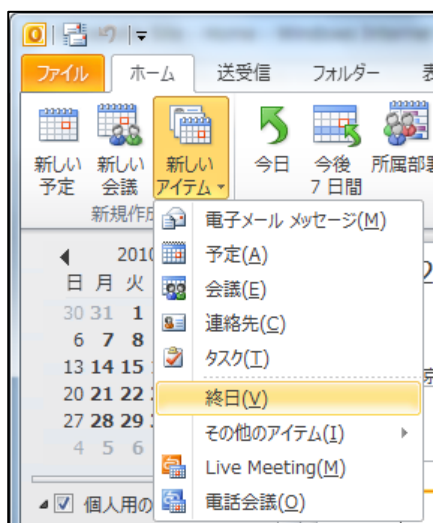 ファイル ホーム 送受信 フォルダー
新しい 新しい 新しい 今日 今後 所属部
予定 会議 アイテム 7 日間
新規作成
電子メール メッセージ(M)
予定(A)
会議(E)
連絡先(C)
タスク(T)
終日(V)
その他のアイテム(I)
Live Meeting(M)
電話会議(O)
2010
日 月 火
30 31 1
6 7 8
13 14 15
20 21 22
27 28 29
4 5 6
個人用の